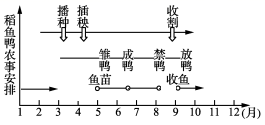 稻鱼鸭农事安排
播种 插秧 收割
雏鸭 成鸭 禁鸭 放鸭
鱼苗 收鱼
1 2 3 4 5 6 7 8 9 10 11 12(月)